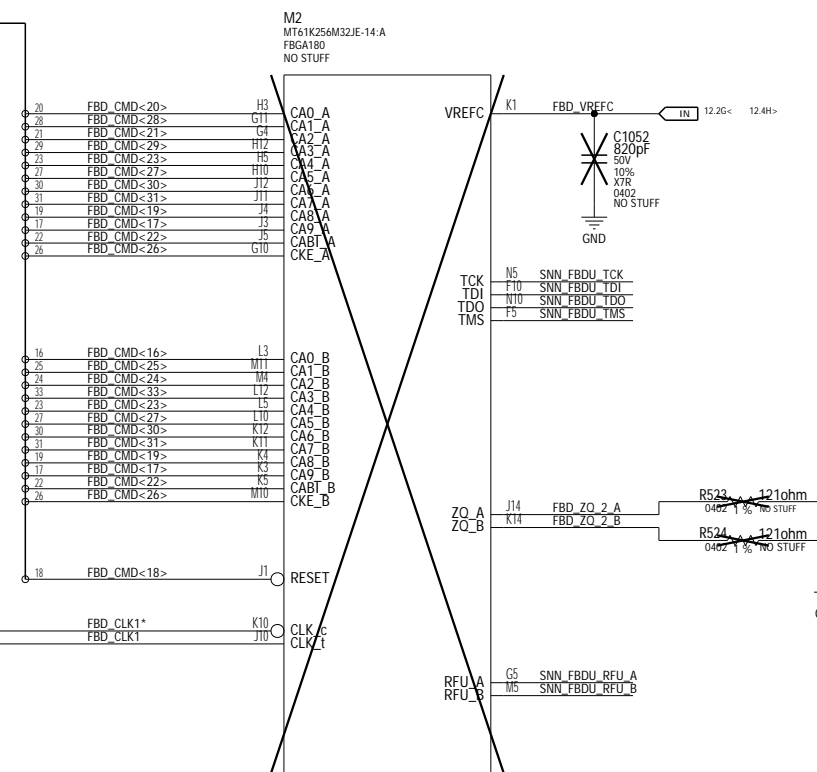 M2
MT61K256M32JE-14:A
FBGA180
NO STUFF
20 FBD_CMD<20> H3 CA0_A
28 FBD_CMD<28> G11 CA1_A
21 FBD_CMD<21> G4 CA2_A
29 FBD_CMD<29> H12 CA3_A
23 FBD_CMD<23> H5 CA4_A
27 FBD_CMD<27> H10 CA5_A
30 FBD_CMD<30> J12 CA6_A
31 FBD_CMD<31> J11 CA7_A
19 FBD_CMD<19> J4 CA8_A
17 FBD_CMD<17> J3 CA9_A
22 FBD_CMD<22> J5 CABI_A
26 FBD_CMD<26> G10 CKE_A
VREFC K1 FBD_VREFC IN 12.2G< 12.4H>
C1052
820pF
50V
10%
X7R
0402
NO STUFF
GND
TCK N5 SNN_FBDU_TCK
TDI F10 SNN_FBDU_TDI
TDO N10 SNN_FBDU_TDO
TMS F5 SNN_FBDU_TMS
16 FBD_CMD<16> L3 CA0_B
25 FBD_CMD<25> M11 CA1_B
24 FBD_CMD<24> M4 CA2_B
33 FBD_CMD<33> L12 CA3_B
23 FBD_CMD<23> L5 CA4_B
27 FBD_CMD<27> L10 CA5_B
30 FBD_CMD<30> K12 CA6_B
31 FBD_CMD<31> K11 CA7_B
19 FBD_CMD<19> K4 CA8_B
17 FBD_CMD<17> K3 CA9_B
22 FBD_CMD<22> K5 CABI_B
26 FBD_CMD<26> M10 CKE_B
ZQ_A J14 FBD_ZQ_2_A
ZQ_B K14 FBD_ZQ_2_B
R523 121ohm
0402 1 % NO STUFF
R524 121ohm
0402 1 % NO STUFF
18 FBD_CMD<18> J1 RESET
FBD_CLK1* K10 CLK_c
FBD_CLK1 J10 CLK_t
RFU_A G5 SNN_FBDU_RFU_A
RFU_B M5 SNN_FBDU_RFU_B